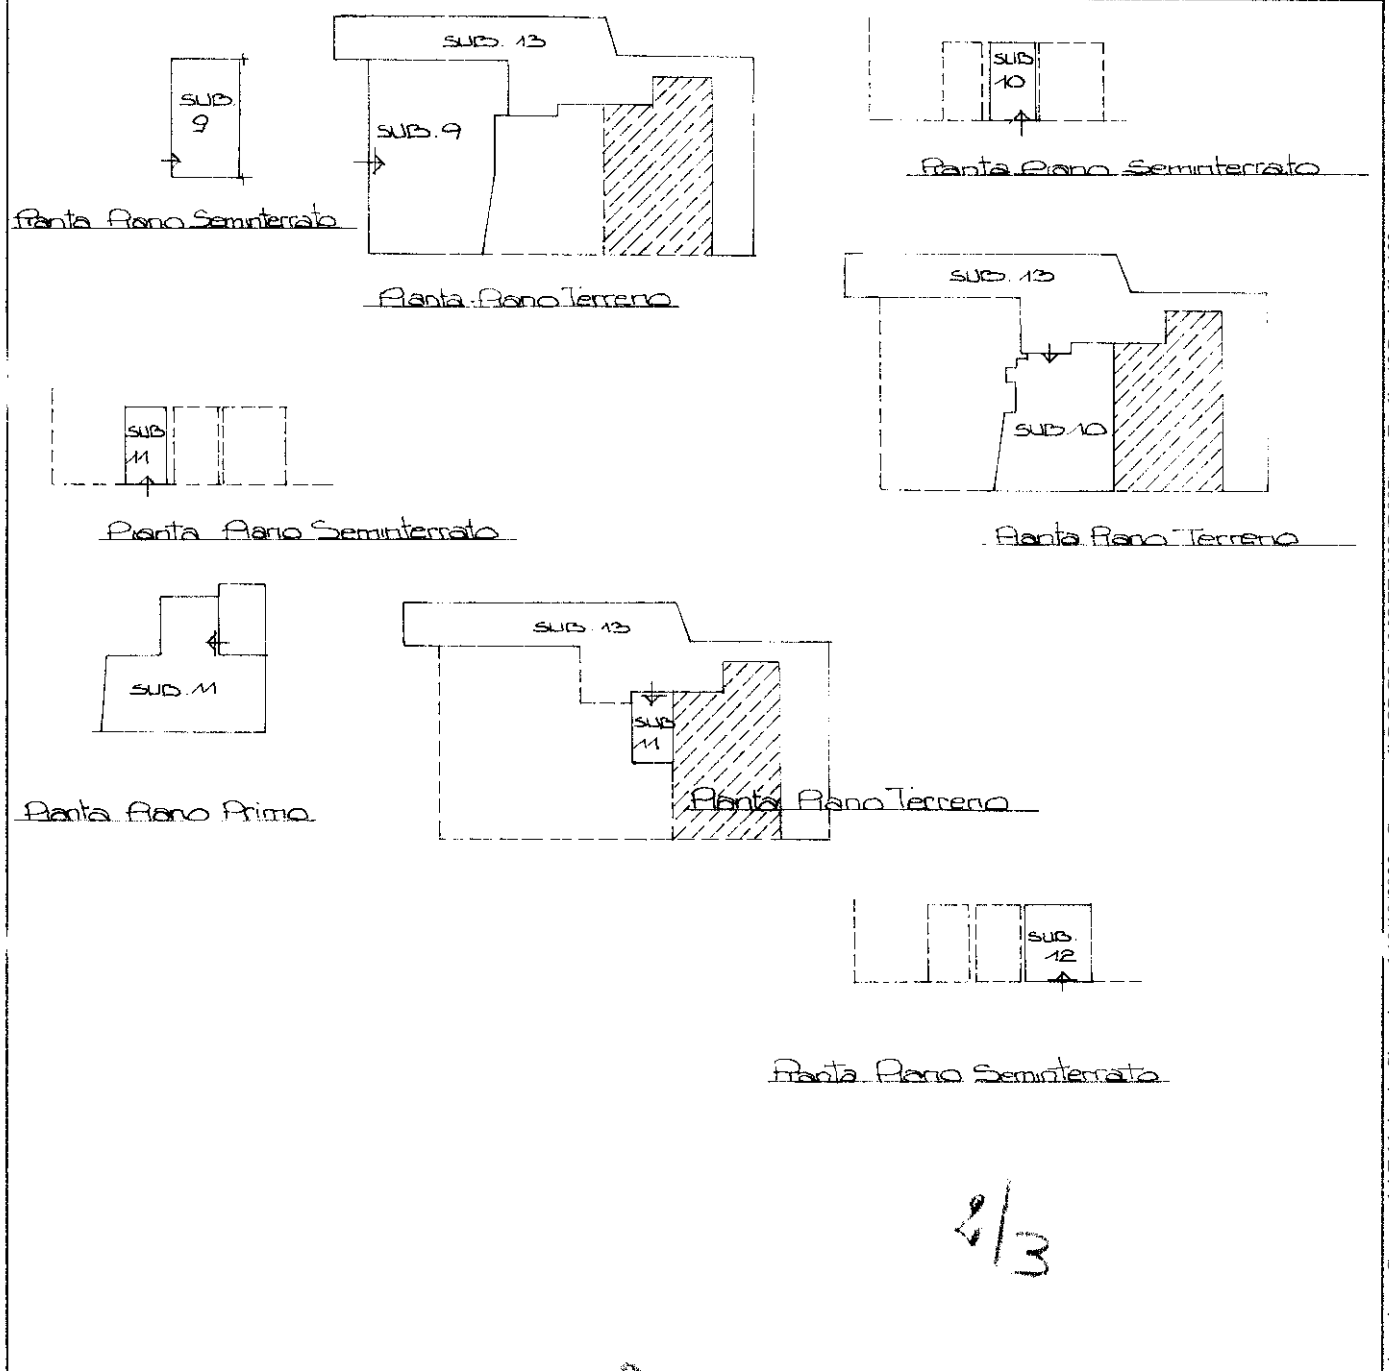 SUB. 13
SUB.
9
SUB. 9
Pianta Piano Seminterrato
Pianta Piano Terreno
SUB
10
Pianta Piano Seminterrato
SUB. 13
SUB 10
Pianta Piano Terreno
SUB
11
Pianta Piano Seminterrato
SUB. 11
Pianta Piano Primo
SUB. 13
SUB
11
Pianta Piano Terreno
SUB.
12
Pianta Piano Seminterrato